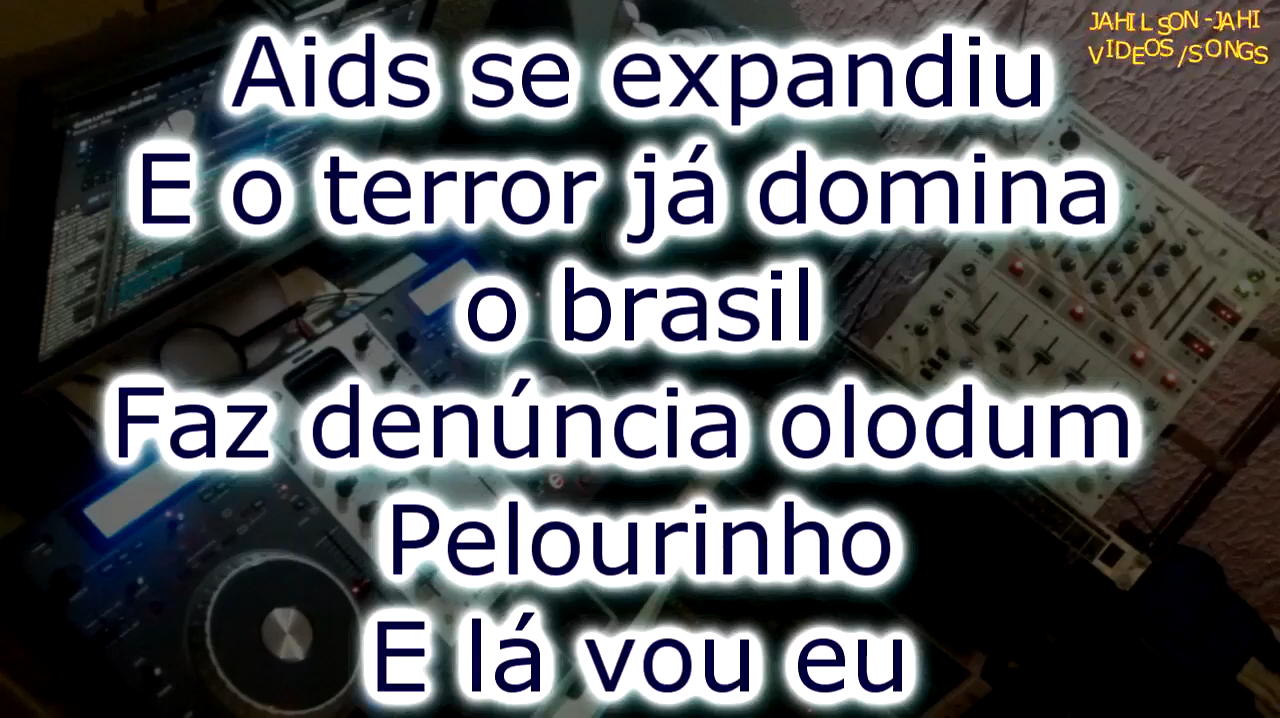 JAHILSON-JAHI
VIDEOS/SONGS
Aids se expandiu
E o terror já domina
o brasil
Faz denúncia olodum
Pelourinho
E lá vou eu